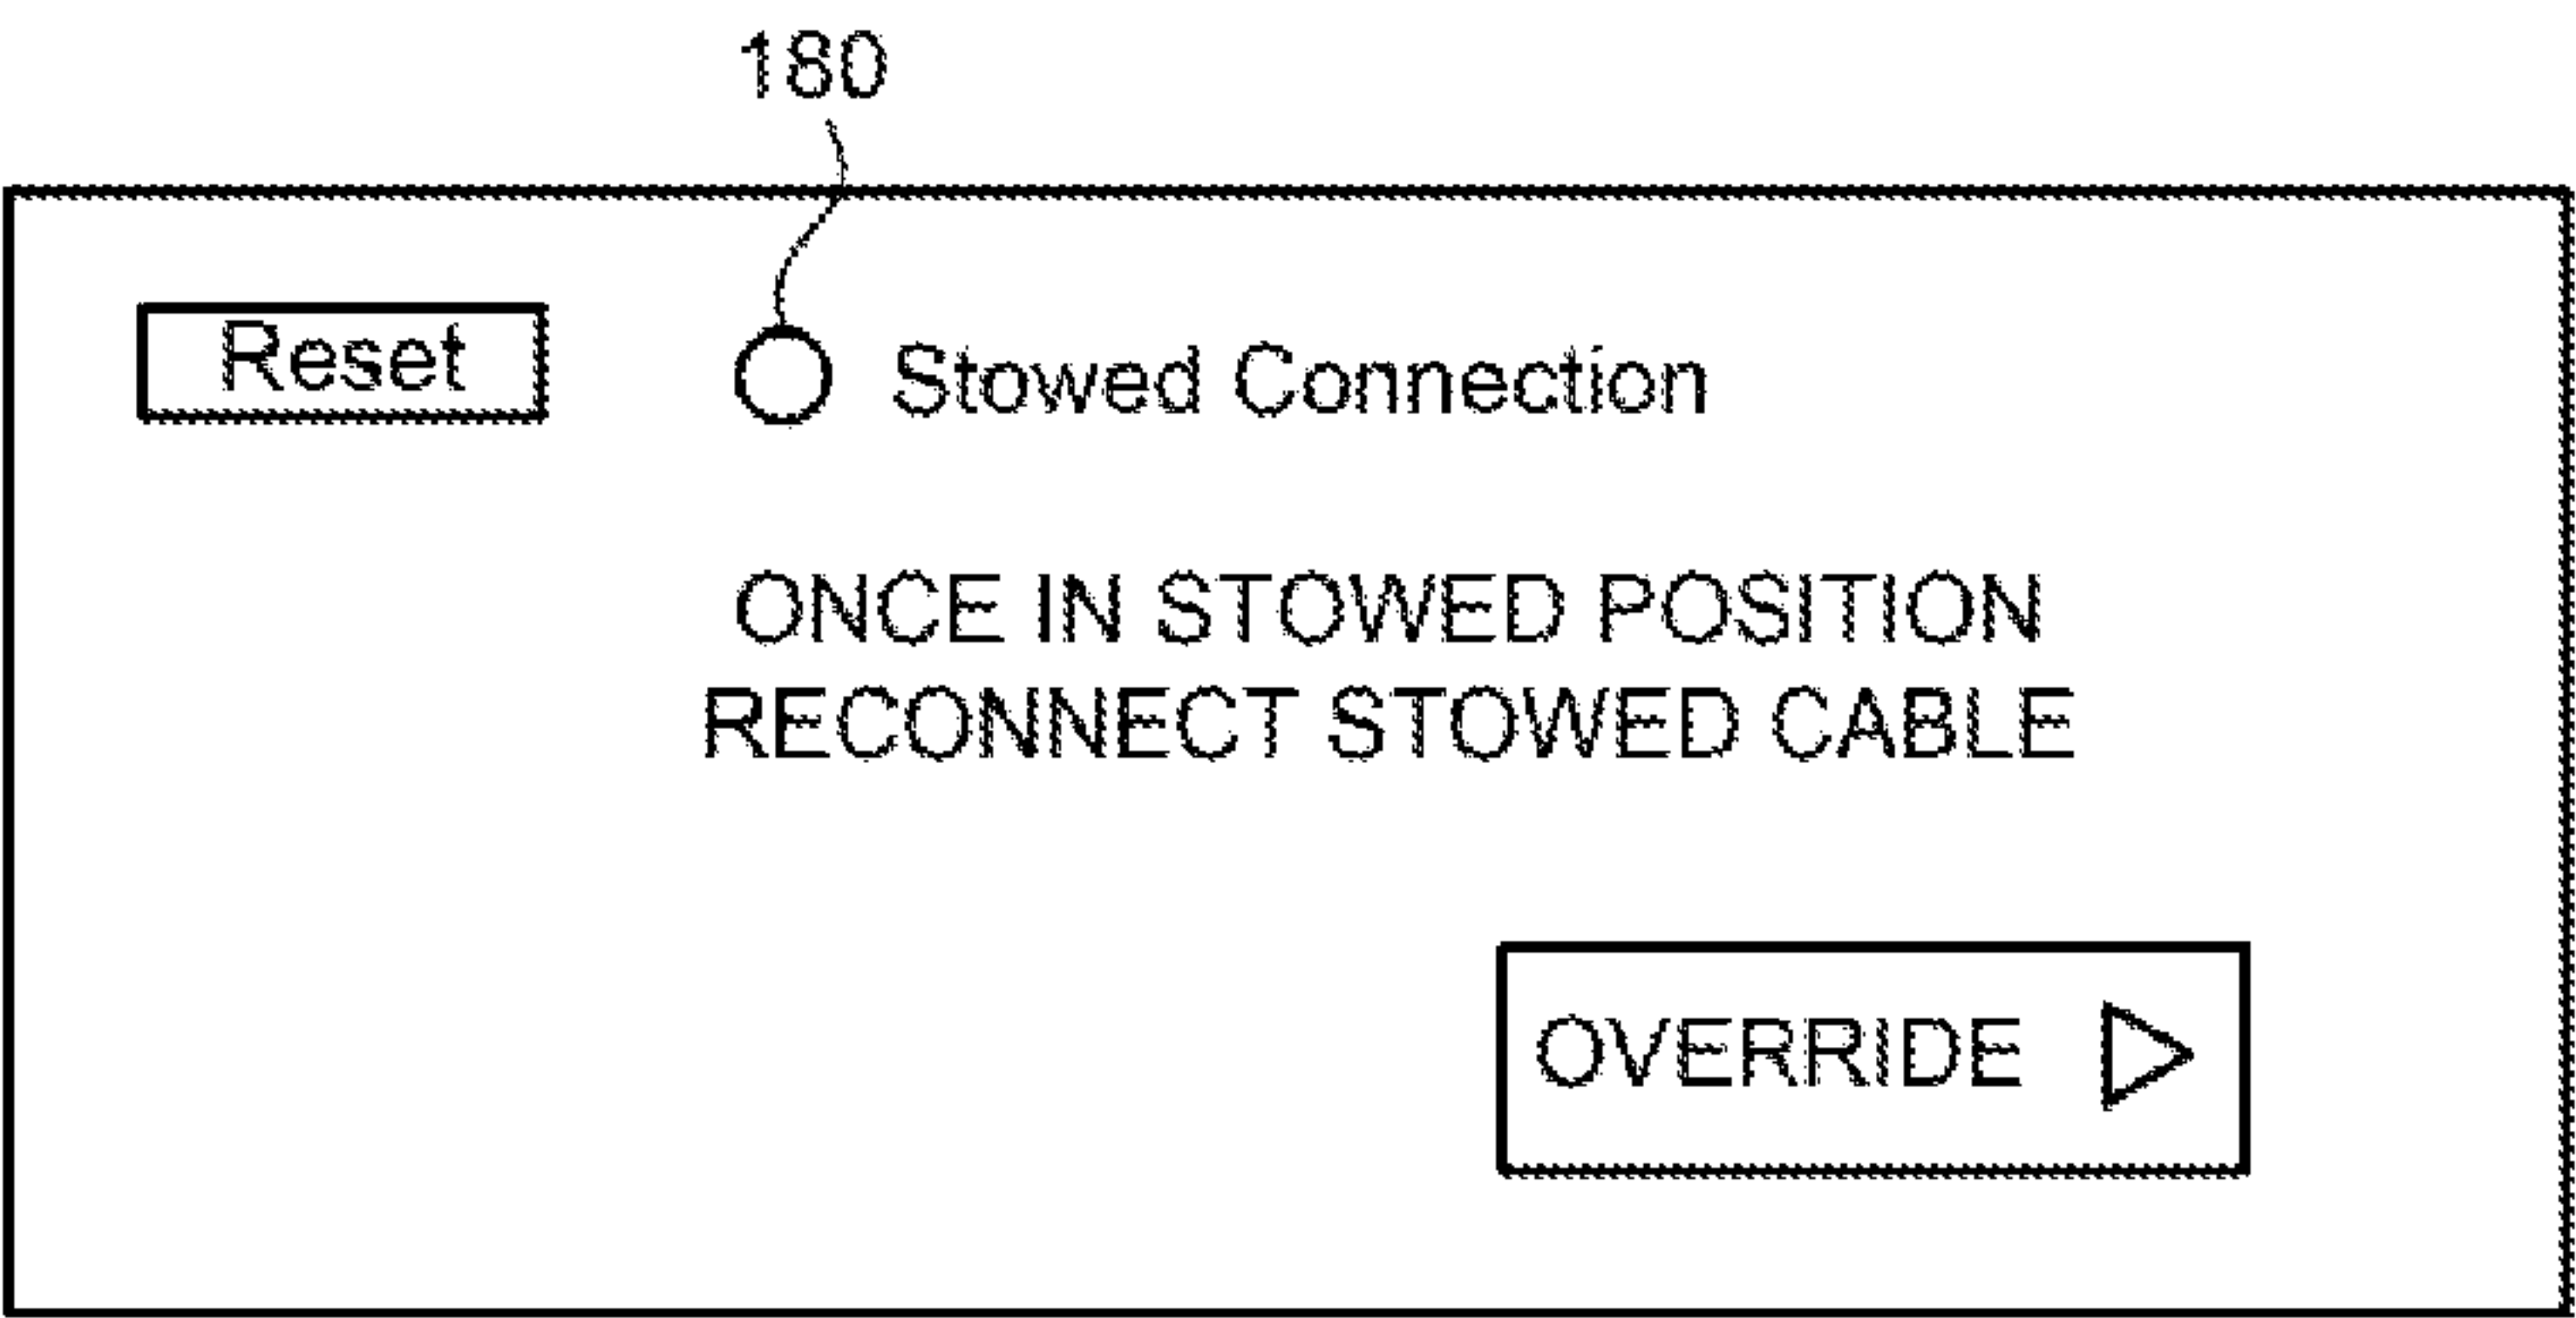 180
Reset
Stowed Connection
ONCE IN STOWED POSITION
RECONNECT STOWED CABLE
OVERRIDE